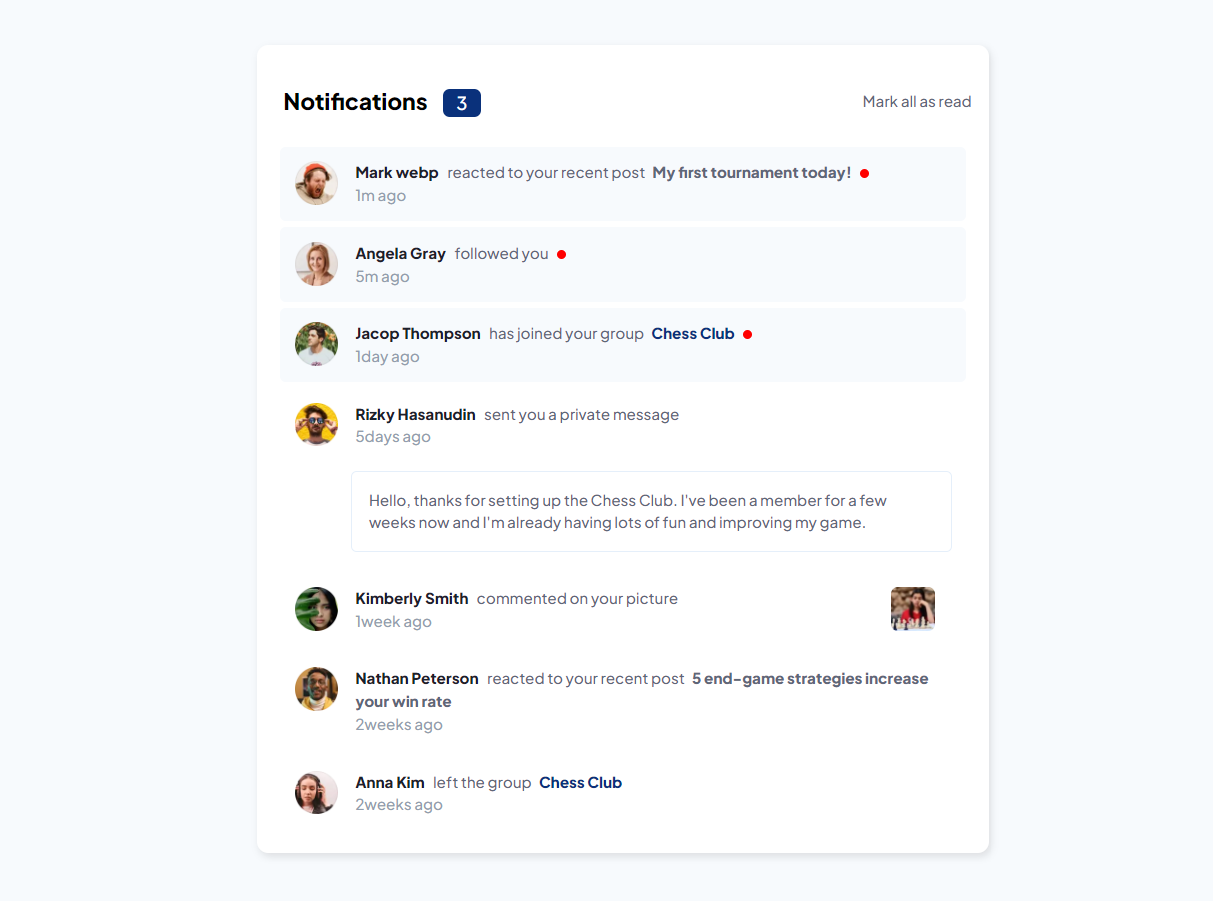 Notifications 3 Mark all as read
Mark webp reacted to your recent post My first tournament today!
1m ago
Angela Gray followed you
5m ago
Jacop Thompson has joined your group Chess Club
1day ago
Rizky Hasanudin sent you a private message
5days ago
Hello, thanks for setting up the Chess Club. I've been a member for a few
weeks now and I'm already having lots of fun and improving my game.
Kimberly Smith commented on your picture
1week ago
Nathan Peterson reacted to your recent post 5 end-game strategies increase
your win rate
2weeks ago
Anna Kim left the group Chess Club
2weeks ago